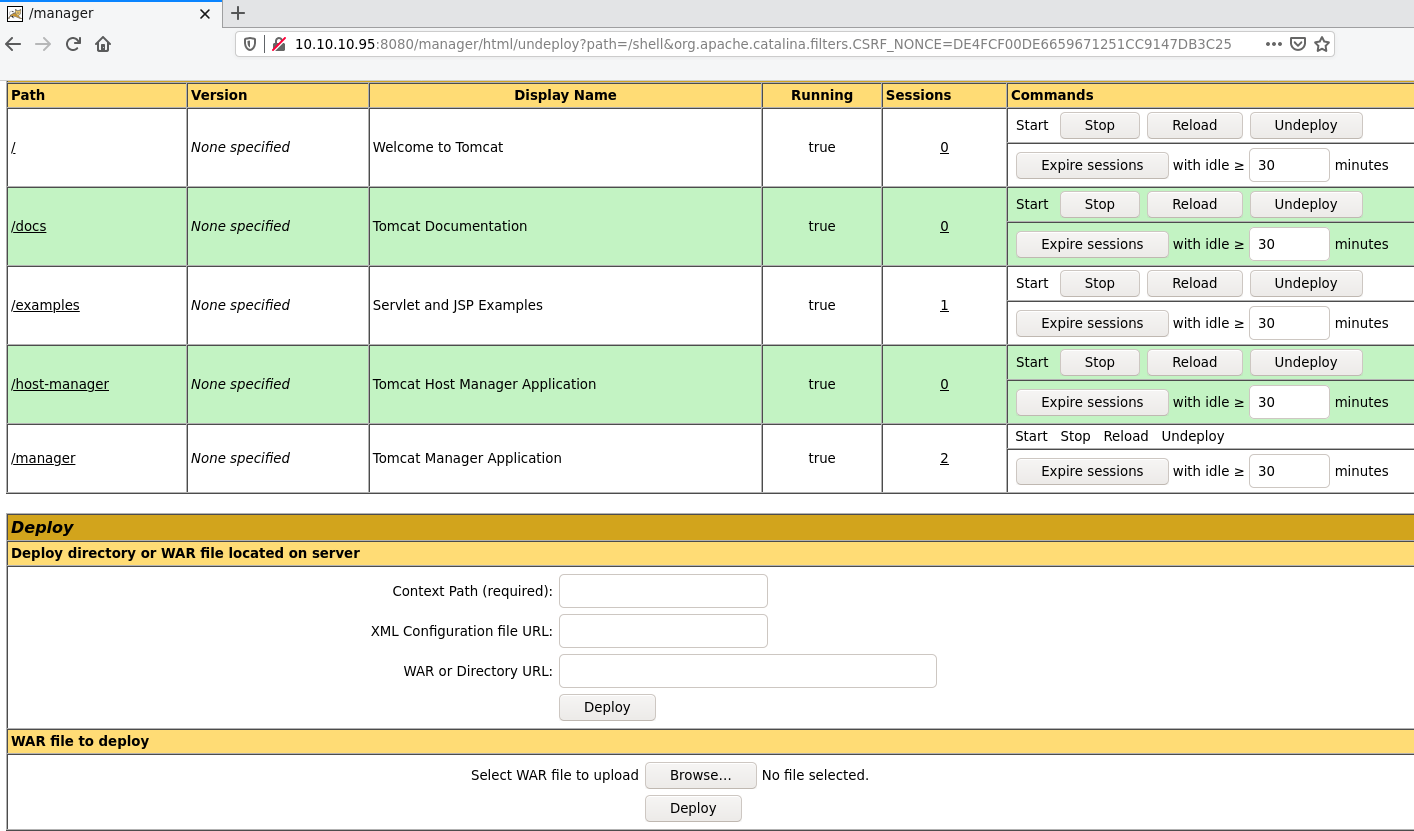 /manager
10.10.10.95:8080/manager/html/undeploy?path=/shell&org.apache.catalina.filters.CSRF_NONCE=DE4FCF00DE6659671251CC9147DB3C25
Path Version Display Name Running Sessions Commands
Start Stop Reload Undeploy
/ None specified Welcome to Tomcat true 0
Expire sessions with idle ≥ 30 minutes
Start Stop Reload Undeploy
/docs None specified Tomcat Documentation true 0
Expire sessions with idle ≥ 30 minutes
Start Stop Reload Undeploy
/examples None specified Servlet and JSP Examples true 1
Expire sessions with idle ≥ 30 minutes
Start Stop Reload Undeploy
/host-manager None specified Tomcat Host Manager Application true 0
Expire sessions with idle ≥ 30 minutes
Start Stop Reload Undeploy
/manager None specified Tomcat Manager Application true 2
Expire sessions with idle ≥ 30 minutes
Deploy
Deploy directory or WAR file located on server
Context Path (required):
XML Configuration file URL:
WAR or Directory URL:
Deploy
WAR file to deploy
Select WAR file to upload Browse... No file selected.
Deploy